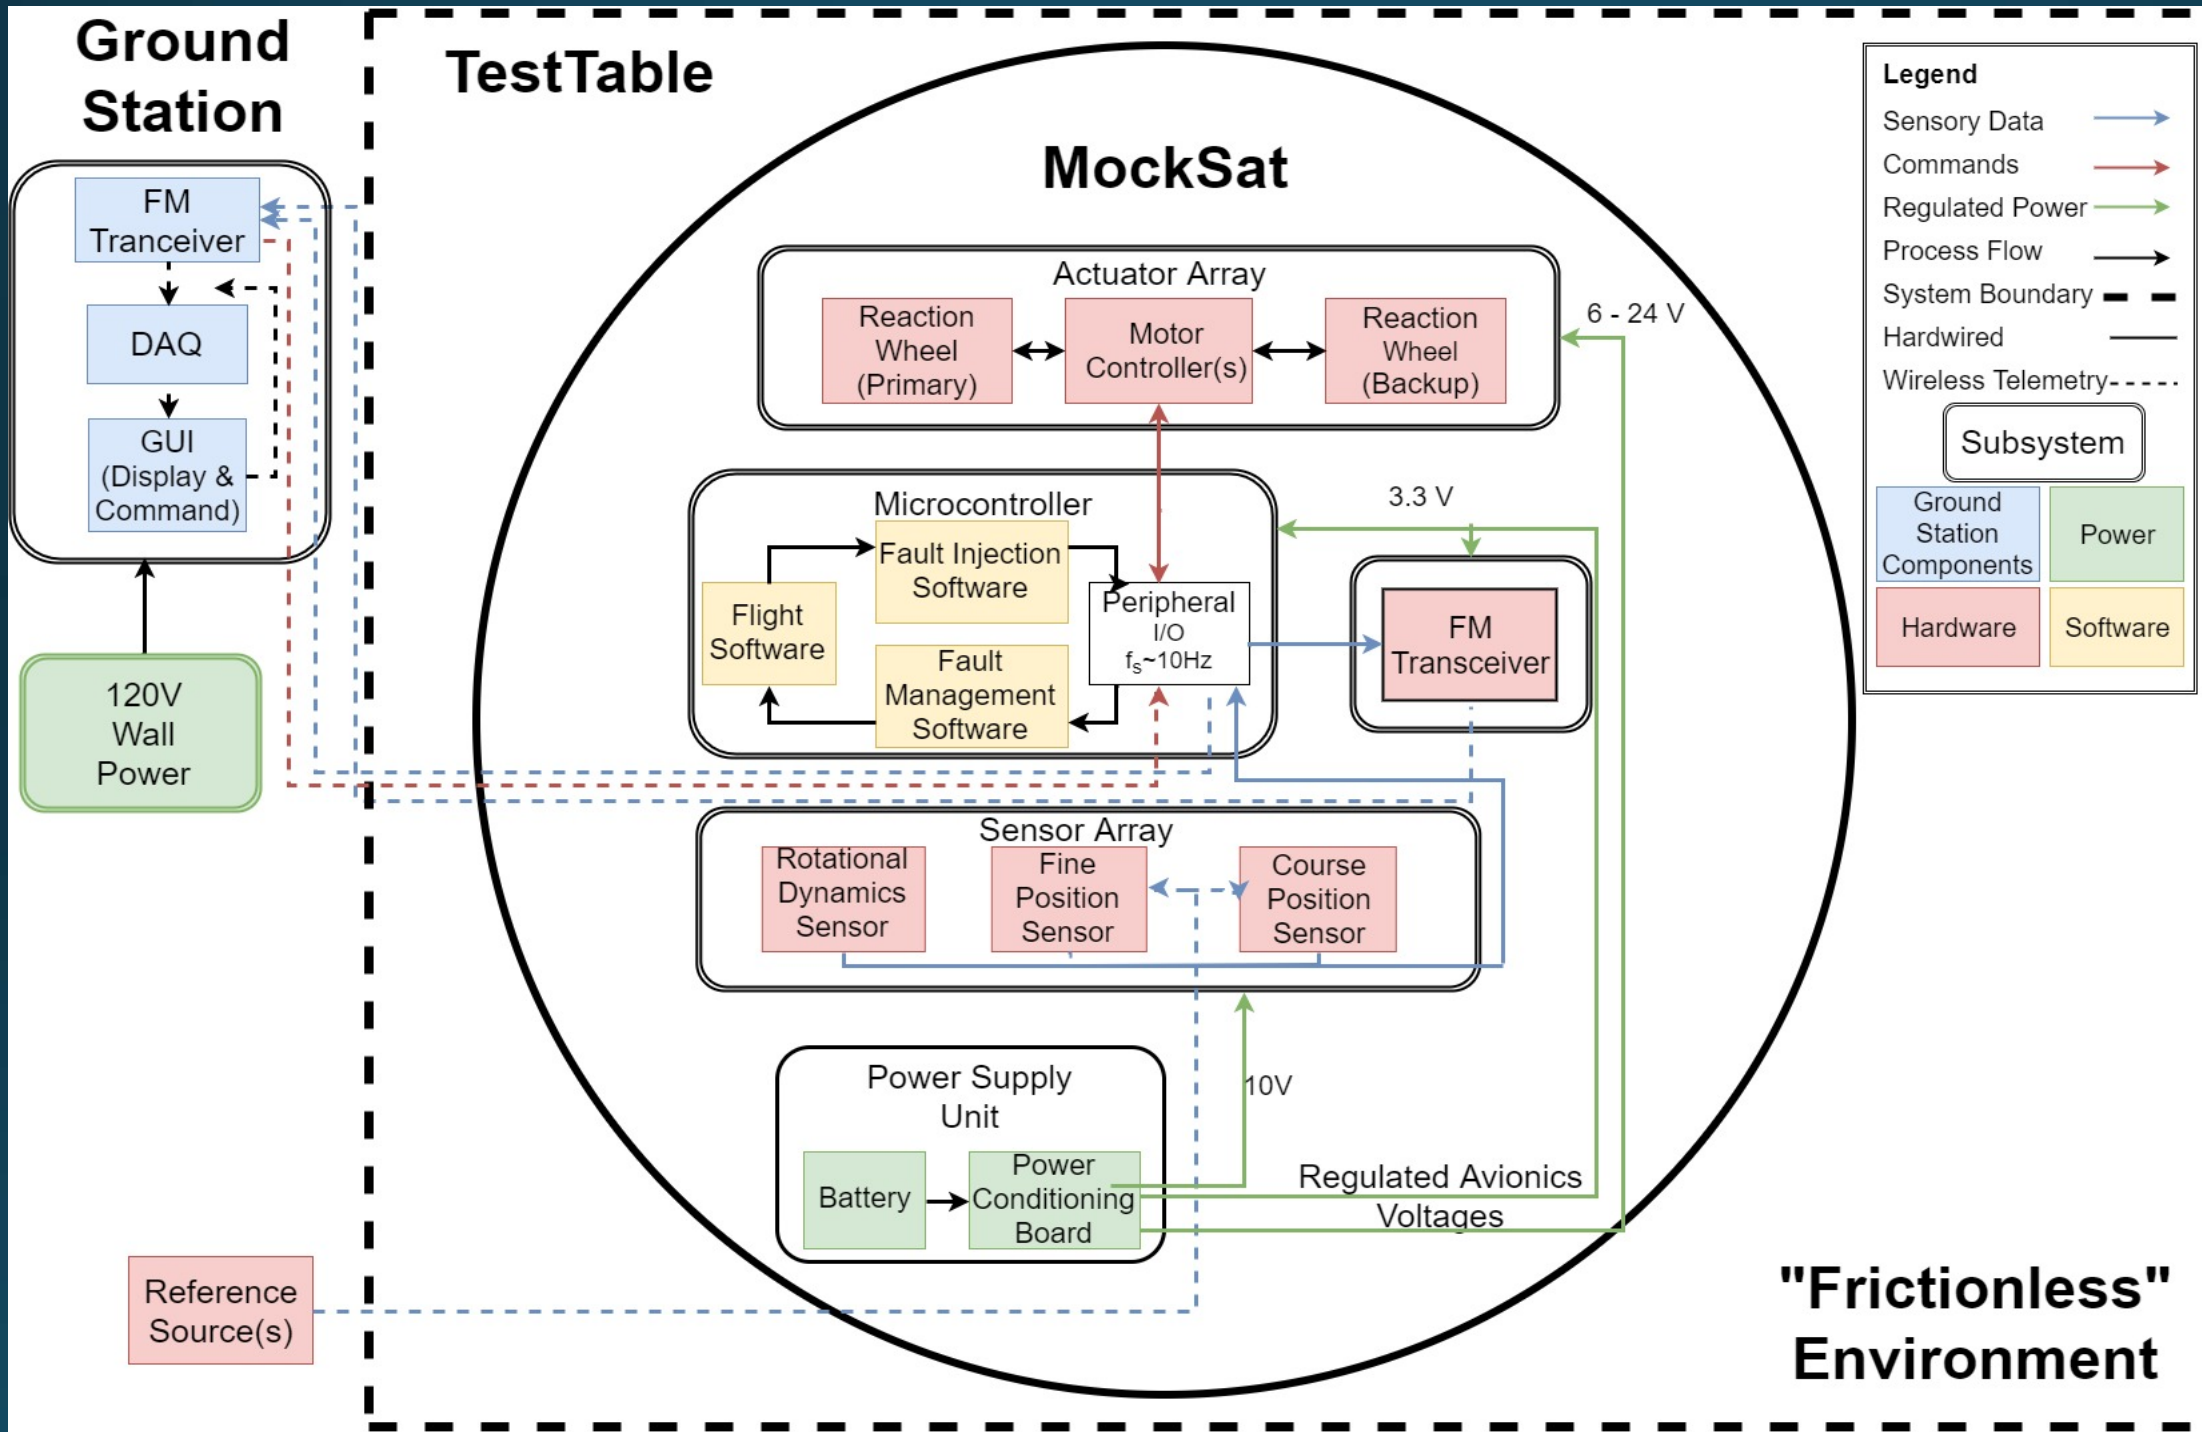 Ground
Station
FM
Tranceiver
DAQ
GUI
(Display &
Command)
120V
Wall
Power
Reference
Source(s)
TestTable
MockSat
Actuator Array
Reaction
Wheel
(Primary)
Motor
Controller(s)
Reaction
Wheel
(Backup)
6 - 24 V
Microcontroller
Flight
Software
Fault Injection
Software
Fault
Management
Software
Peripheral
I/O
fs~10Hz
3.3 V
FM
Transceiver
Sensor Array
Rotational
Dynamics
Sensor
Fine
Position
Sensor
Course
Position
Sensor
Power Supply
Unit
Battery
Power
Conditioning
Board
10V
Regulated Avionics
Voltages
"Frictionless"
Environment
Legend
Sensory Data
Commands
Regulated Power
Process Flow
System Boundary
Hardwired
Wireless Telemetry
Subsystem
Ground
Station
Components
Power
Hardware
Software